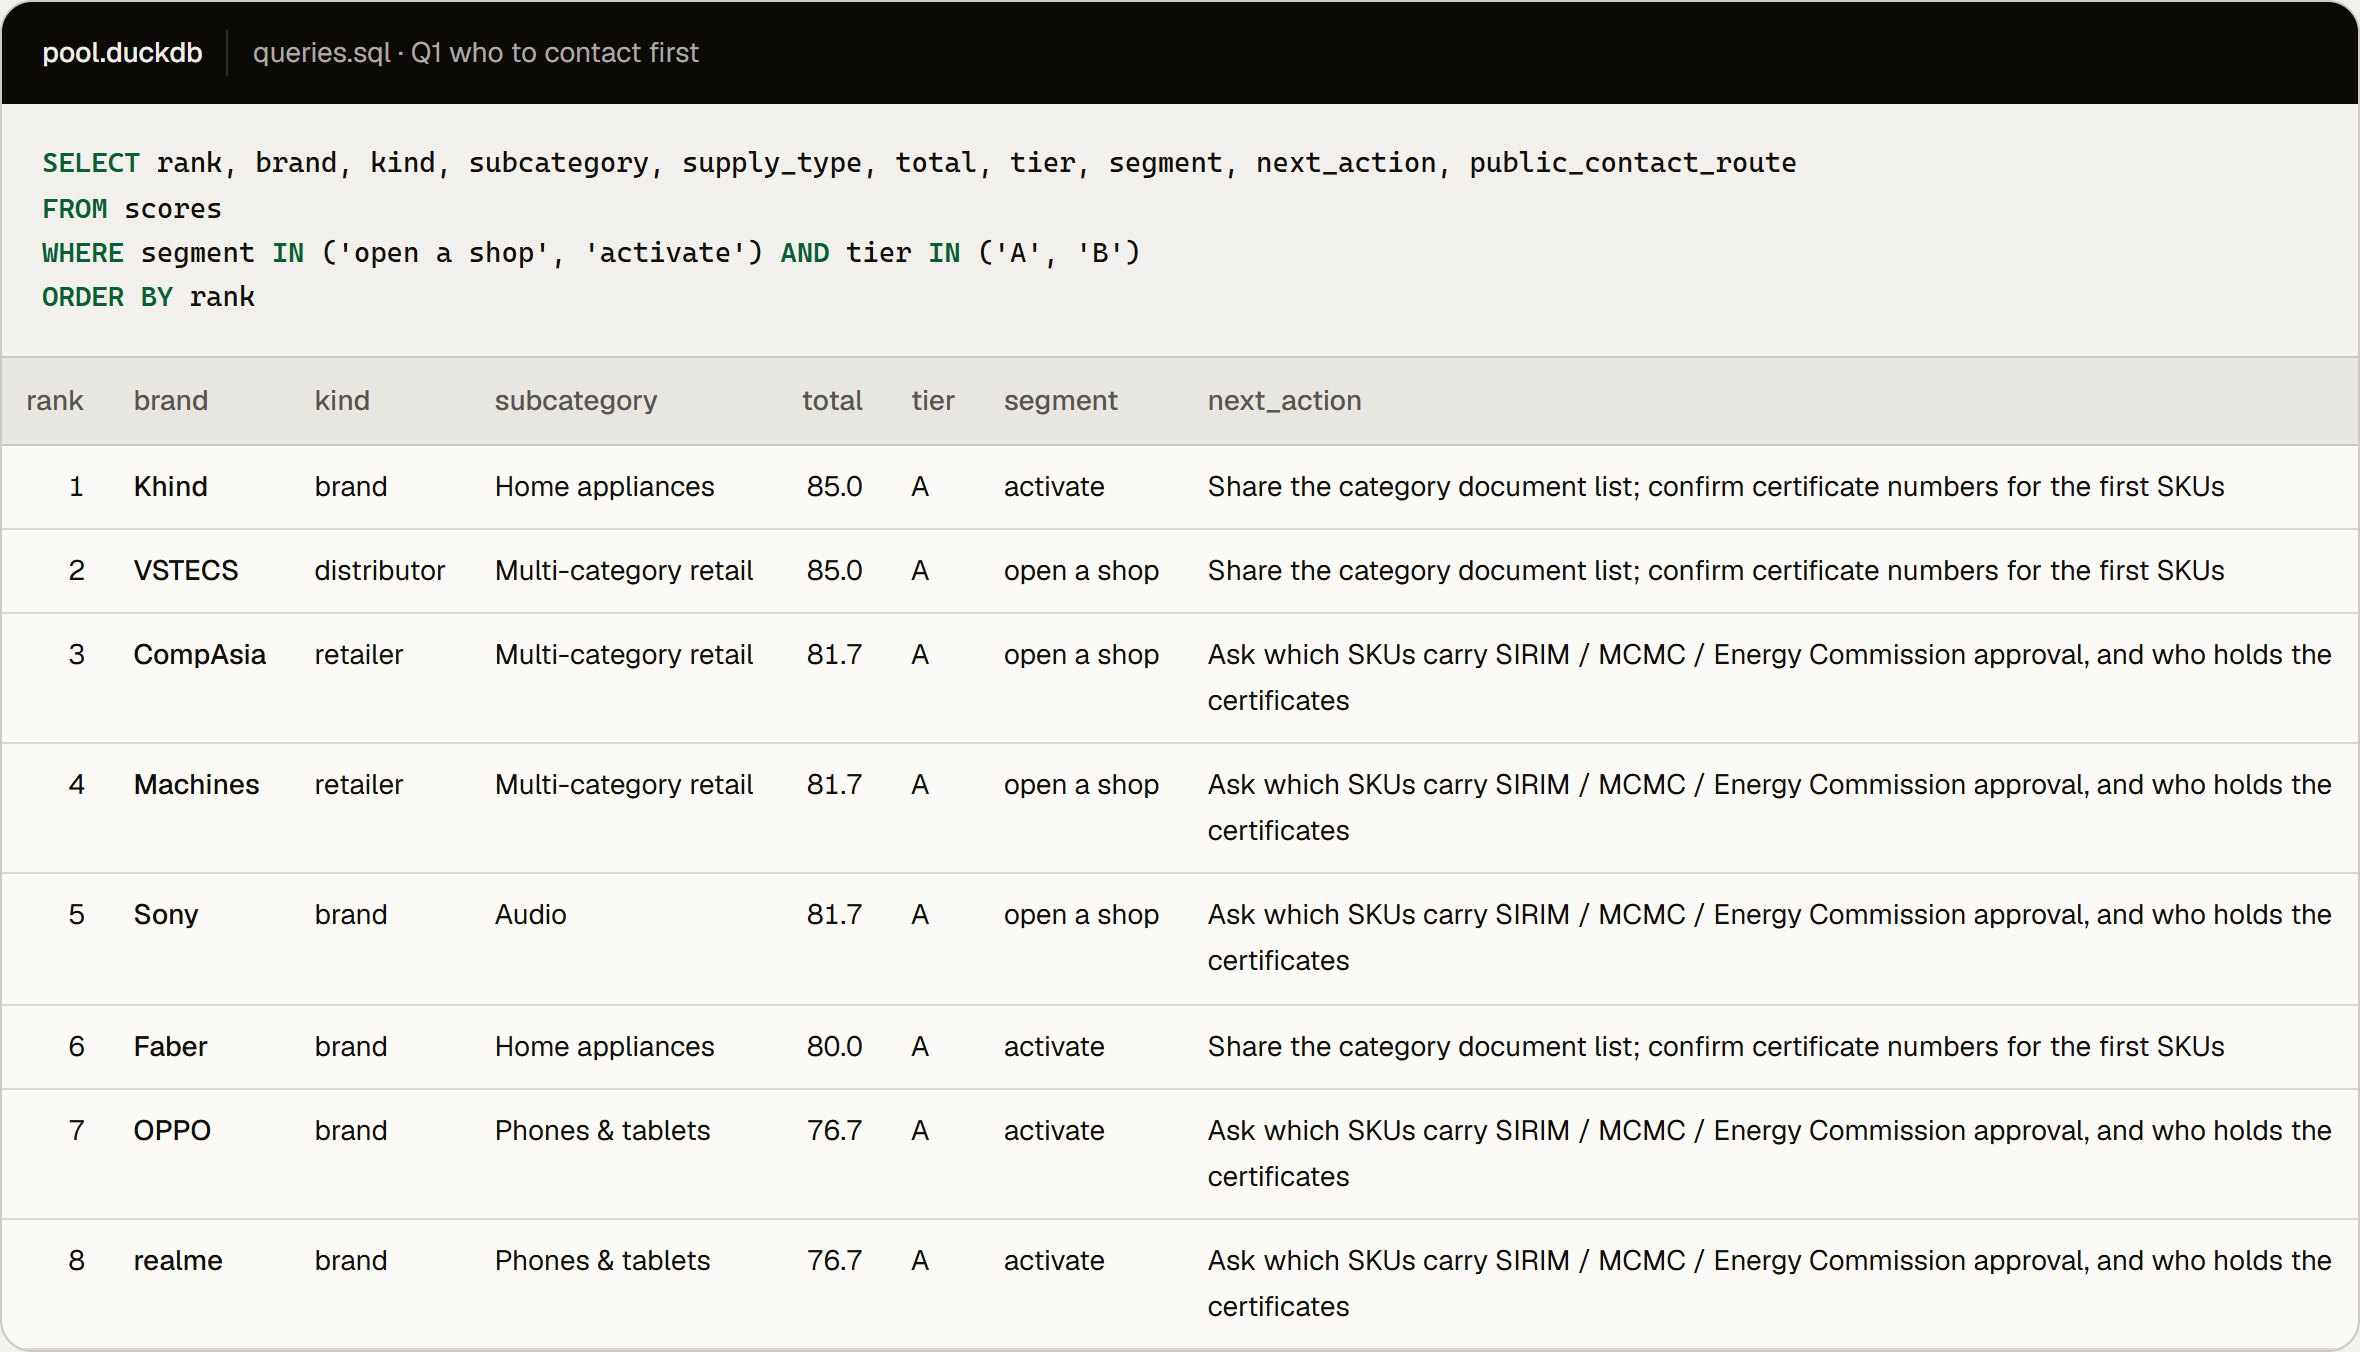 pool.duckdb queries.sql · Q1 who to contact first
SELECT rank, brand, kind, subcategory, supply_type, total, tier, segment, next_action, public_contact_route
FROM scores
WHERE segment IN ('open a shop', 'activate') AND tier IN ('A', 'B')
ORDER BY rank
rank brand kind subcategory total tier segment next_action
1 Khind brand Home appliances 85.0 A activate Share the category document list; confirm certificate numbers for the first SKUs
2 VSTECS distributor Multi-category retail 85.0 A open a shop Share the category document list; confirm certificate numbers for the first SKUs
3 CompAsia retailer Multi-category retail 81.7 A open a shop Ask which SKUs carry SIRIM / MCMC / Energy Commission approval, and who holds the
certificates
4 Machines retailer Multi-category retail 81.7 A open a shop Ask which SKUs carry SIRIM / MCMC / Energy Commission approval, and who holds the
certificates
5 Sony brand Audio 81.7 A open a shop Ask which SKUs carry SIRIM / MCMC / Energy Commission approval, and who holds the
certificates
6 Faber brand Home appliances 80.0 A activate Share the category document list; confirm certificate numbers for the first SKUs
7 OPPO brand Phones & tablets 76.7 A activate Ask which SKUs carry SIRIM / MCMC / Energy Commission approval, and who holds the
certificates
8 realme brand Phones & tablets 76.7 A activate Ask which SKUs carry SIRIM / MCMC / Energy Commission approval, and who holds the
certificates